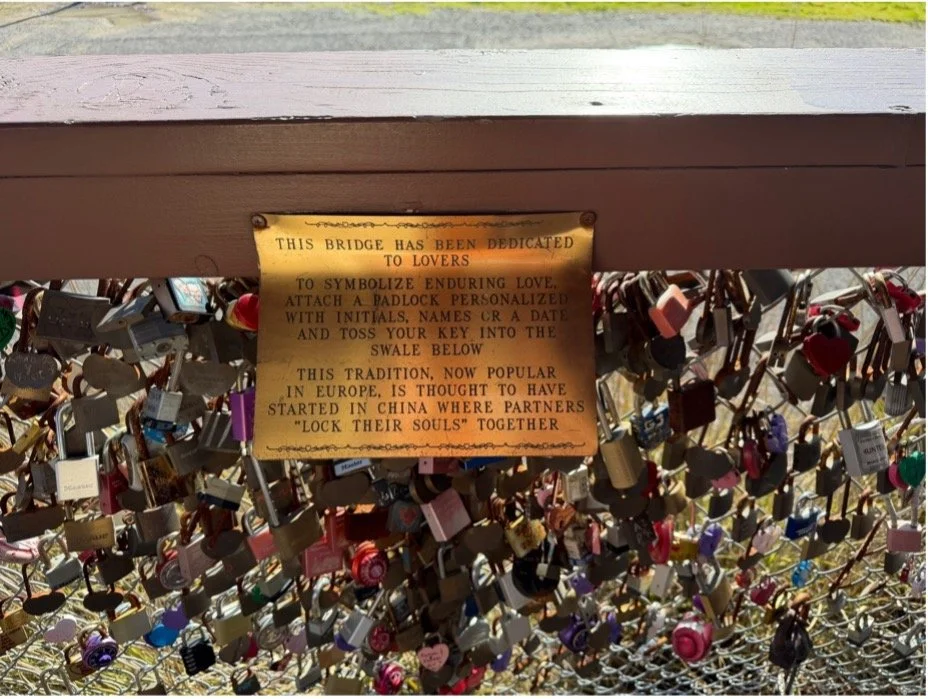 THIS BRIDGE HAS BEEN DEDICATED
TO LOVERS
TO SYMBOLIZE ENDURING LOVE,
ATTACH A PADLOCK PERSONALIZED
WITH INITIALS, NAMES OR A DATE
AND TOSS YOUR KEY INTO THE
SWALE BELOW
THIS TRADITION, NOW POPULAR
IN EUROPE, IS THOUGHT TO HAVE
STARTED IN CHINA WHERE PARTNERS
"LOCK THEIR SOULS" TOGETHER